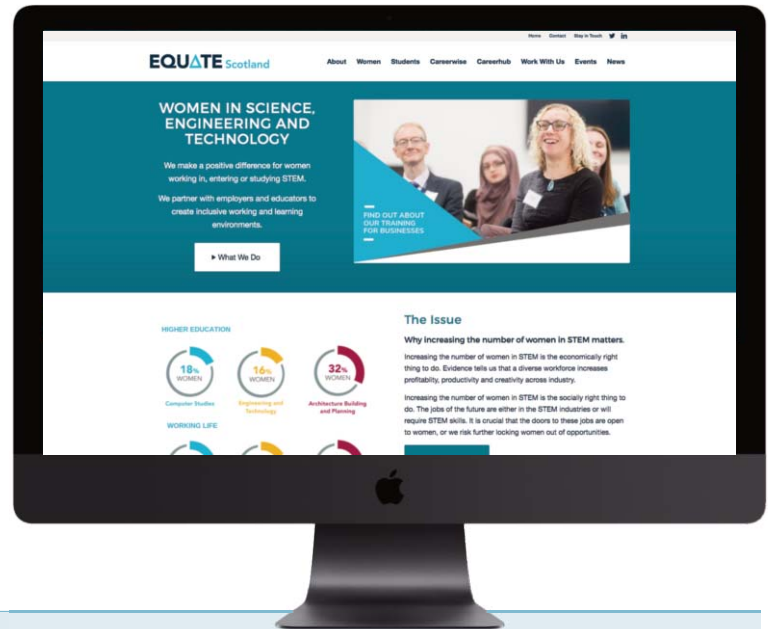 Home Contact Stay in Touch
EQUATE Scotland
About Women Students Careerwise Careerhub Work With Us Events News
WOMEN IN SCIENCE,
ENGINEERING AND
TECHNOLOGY
We make a positive difference for women
working in, entering or studying STEM.
We partner with employers and educators to
create inclusive working and learning
environments.
What We Do
FIND OUT ABOUT
OUR TRAINING
FOR BUSINESSES
HIGHER EDUCATION
18%
WOMEN
Computer Studies
16%
WOMEN
Engineering and
Technology
32%
WOMEN
Architecture Building
and Planning
WORKING LIFE
The Issue
Why increasing the number of women in STEM matters.
Increasing the number of women in STEM is the economically right
thing to do. Evidence tells us that a diverse workforce increases
profitablity, productivity and creativity across industry.
Increasing the number of women in STEM is the socially right thing to
do. The jobs of the future are either in the STEM industries or will
require STEM skills. It is crucial that the doors to these jobs are open
to women, or we risk further locking women out of opportunities.